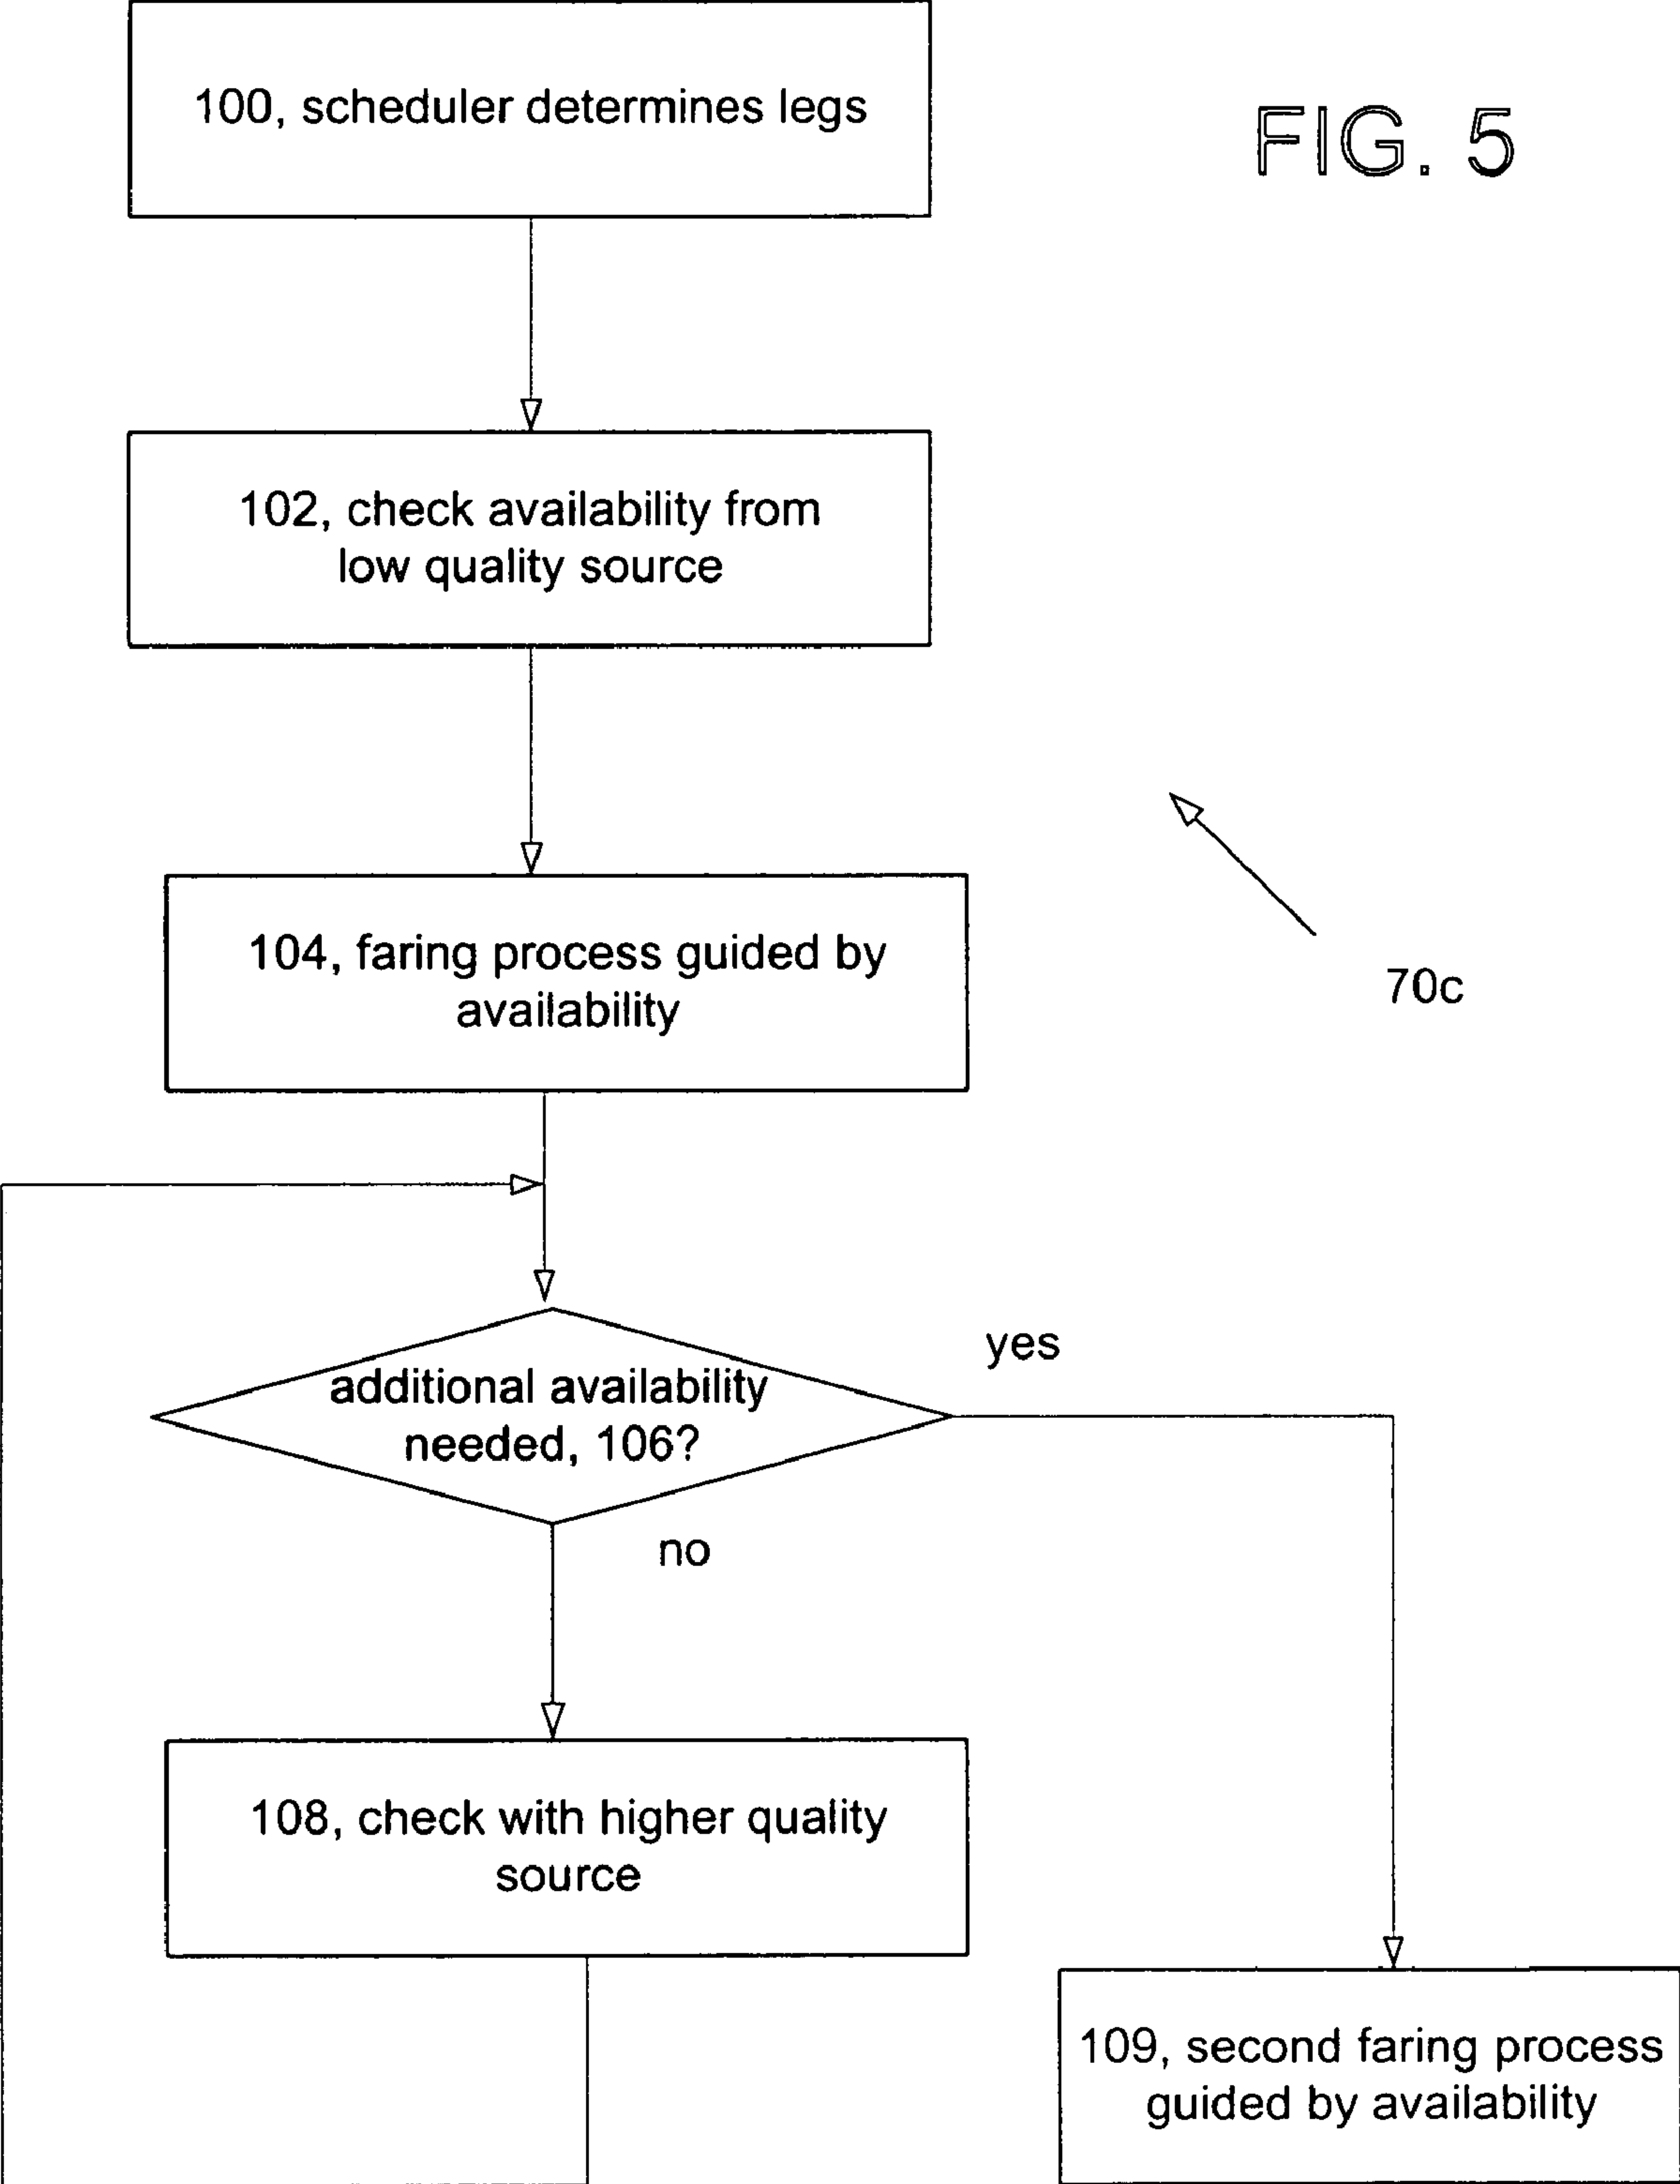 FIG. 5
100, scheduler determines legs
102, check availability from
low quality source
104, faring process guided by
availability
70c
additional availability
needed, 106?
yes
no
108, check with higher quality
source
109, second faring process
guided by availability